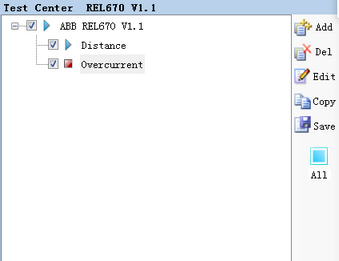 Test Center REL670 V1.1
ABB REL670 V1.1
Distance
Overcurrent
Add
Del
Edit
Copy
Save
All